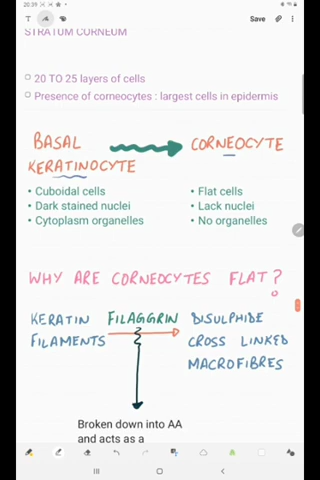 20:39
Save
STRATUM CORNEUM
20 TO 25 layers of cells
Presence of corneocytes : largest cells in epidermis
BASAL KERATINOCYTE
CORNEOCYTE
• Cuboidal cells
• Dark stained nuclei
• Cytoplasm organelles
• Flat cells
• Lack nuclei
• No organelles
WHY ARE CORNEOCYTES FLAT?
KERATIN FILAGGRIN DISULPHIDE
FILAMENTS CROSS LINKED
MACROFIBRES
Broken down into AA
and acts as a